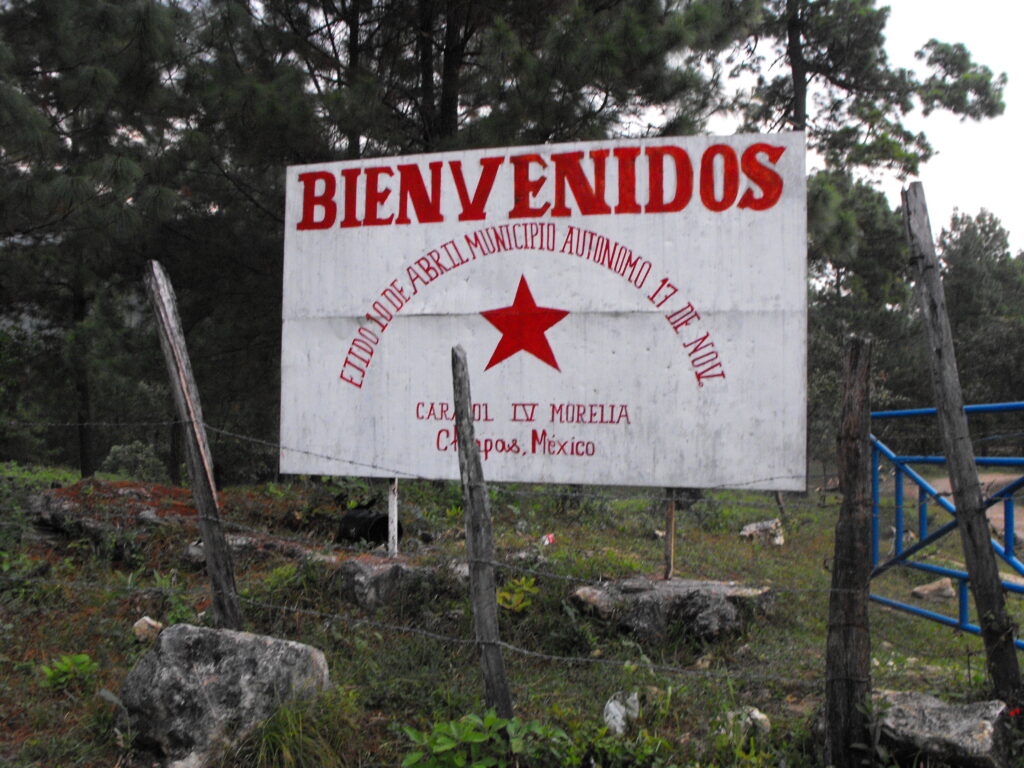 BIENVENIDOS
EJIDO 10 DE ABRIL MUNICIPIO AUTONOMO 17 DE NOV.
CARACOL IV MORELIA
Chiapas, México